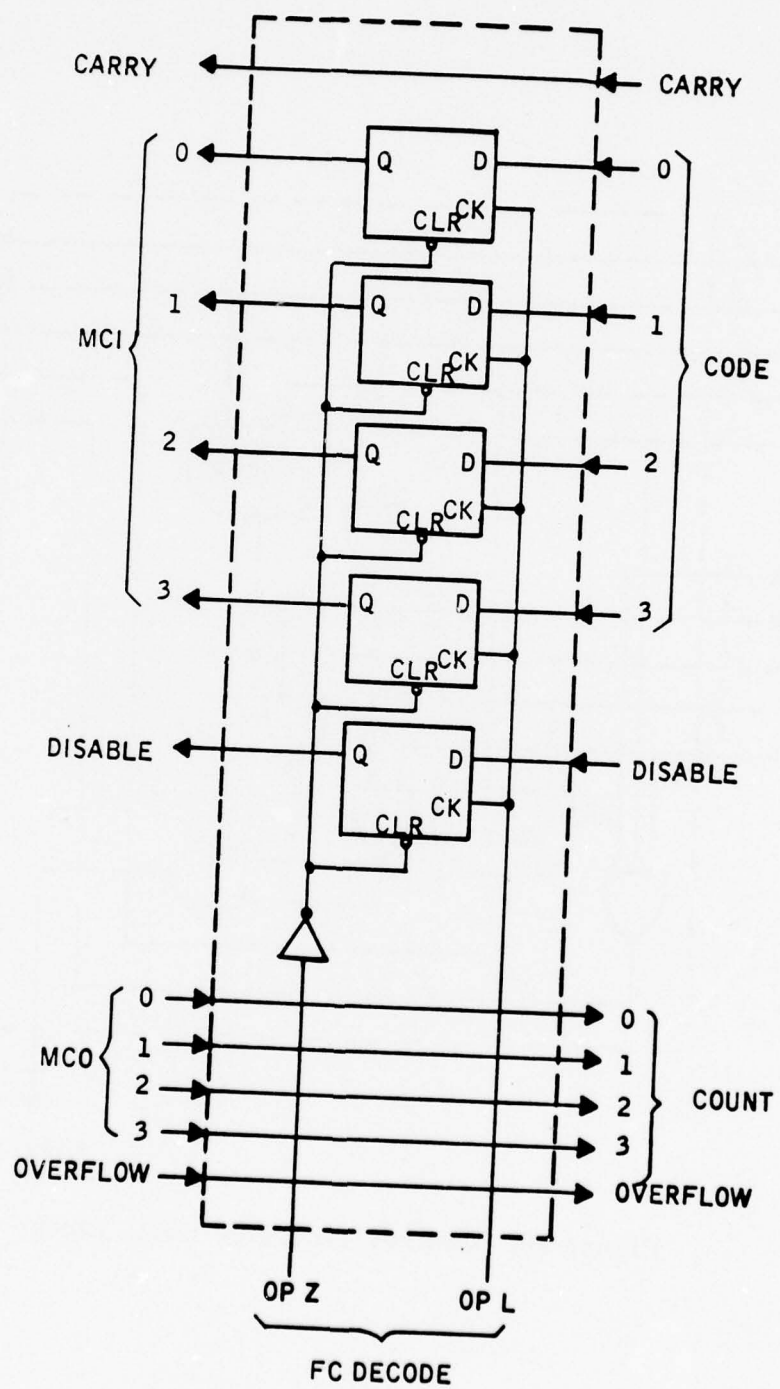 CARRY CARRY
0 Q D 0
CK
CLR
1 Q D 1
MCI CK CODE
CLR
2 Q D 2
CK
CLR
3 Q D 3
CK
CLR
DISABLE Q D DISABLE
CK
CLR
0 0
MCO 1 1
2 2 COUNT
3 3
OVERFLOW OVERFLOW
OP Z OP L
FC DECODE